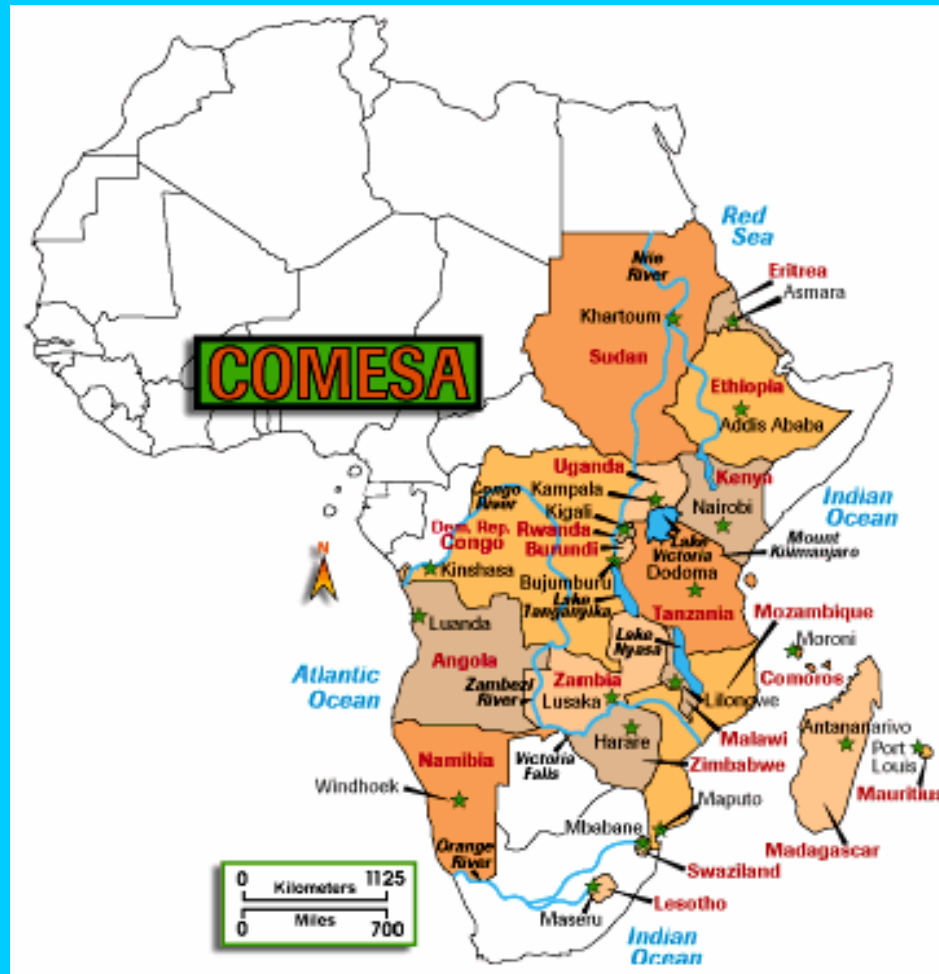 Red
Sea
Nile
River
Eritrea
Asmara
Khartoum
Sudan
COMESA
Ethiopia
Addis Ababa
Uganda
Kampala
Kenya
Nairobi
Indian
Ocean
Congo
River
Kigali
Dem. Rep.
Congo
Rwanda
Burundi
Lake
Victoria
Mount
Kilimanjaro
N
Kinshasa
Bujumburu
Dodoma
Lake
Tanganyika
Tanzania
Mozambique
Luanda
Lake
Nyasa
Moroni
Comoros
Atlantic
Ocean
Angola
Zambia
Zambezi
River
Lusaka
Lilongwe
Antananarivo
Malawi
Port
Louis
Harare
Victoria
Falls
Namibia
Zimbabwe
Mauritius
Windhoek
Maputo
Mbabane
Orange
River
Madagascar
Swaziland
0 1125
Kilometers
Miles
0 700
Lesotho
Maseru
Indian
Ocean